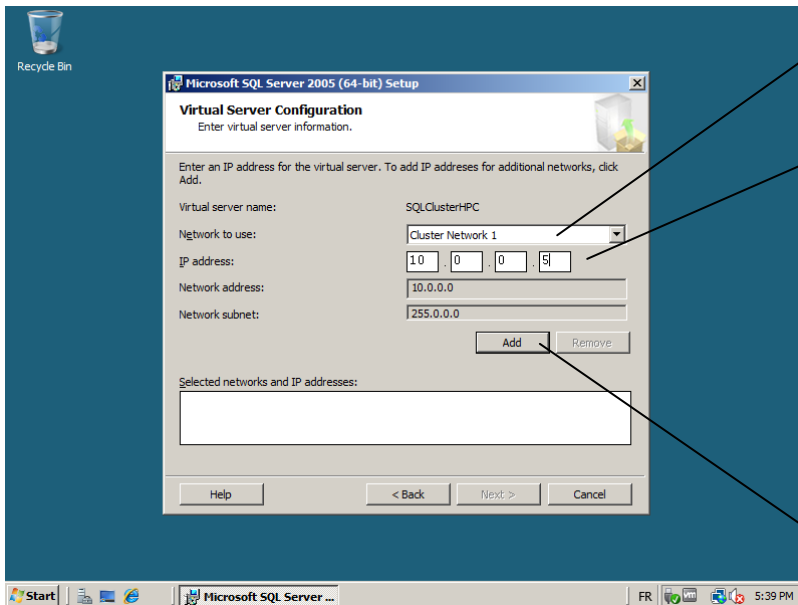 Recycle Bin
Microsoft SQL Server 2005 (64-bit) Setup
Virtual Server Configuration
Enter virtual server information.
Enter an IP address for the virtual server. To add IP addreses for additional networks, click
Add.
Virtual server name: SQLClusterHPC
Network to use: Cluster Network 1
IP address: 10 . 0 . 0 . 5
Network address: 10.0.0.0
Network subnet: 255.0.0.0
Add Remove
Selected networks and IP addresses:
Help < Back Next > Cancel
Start Microsoft SQL Server ... FR vm 5:39 PM